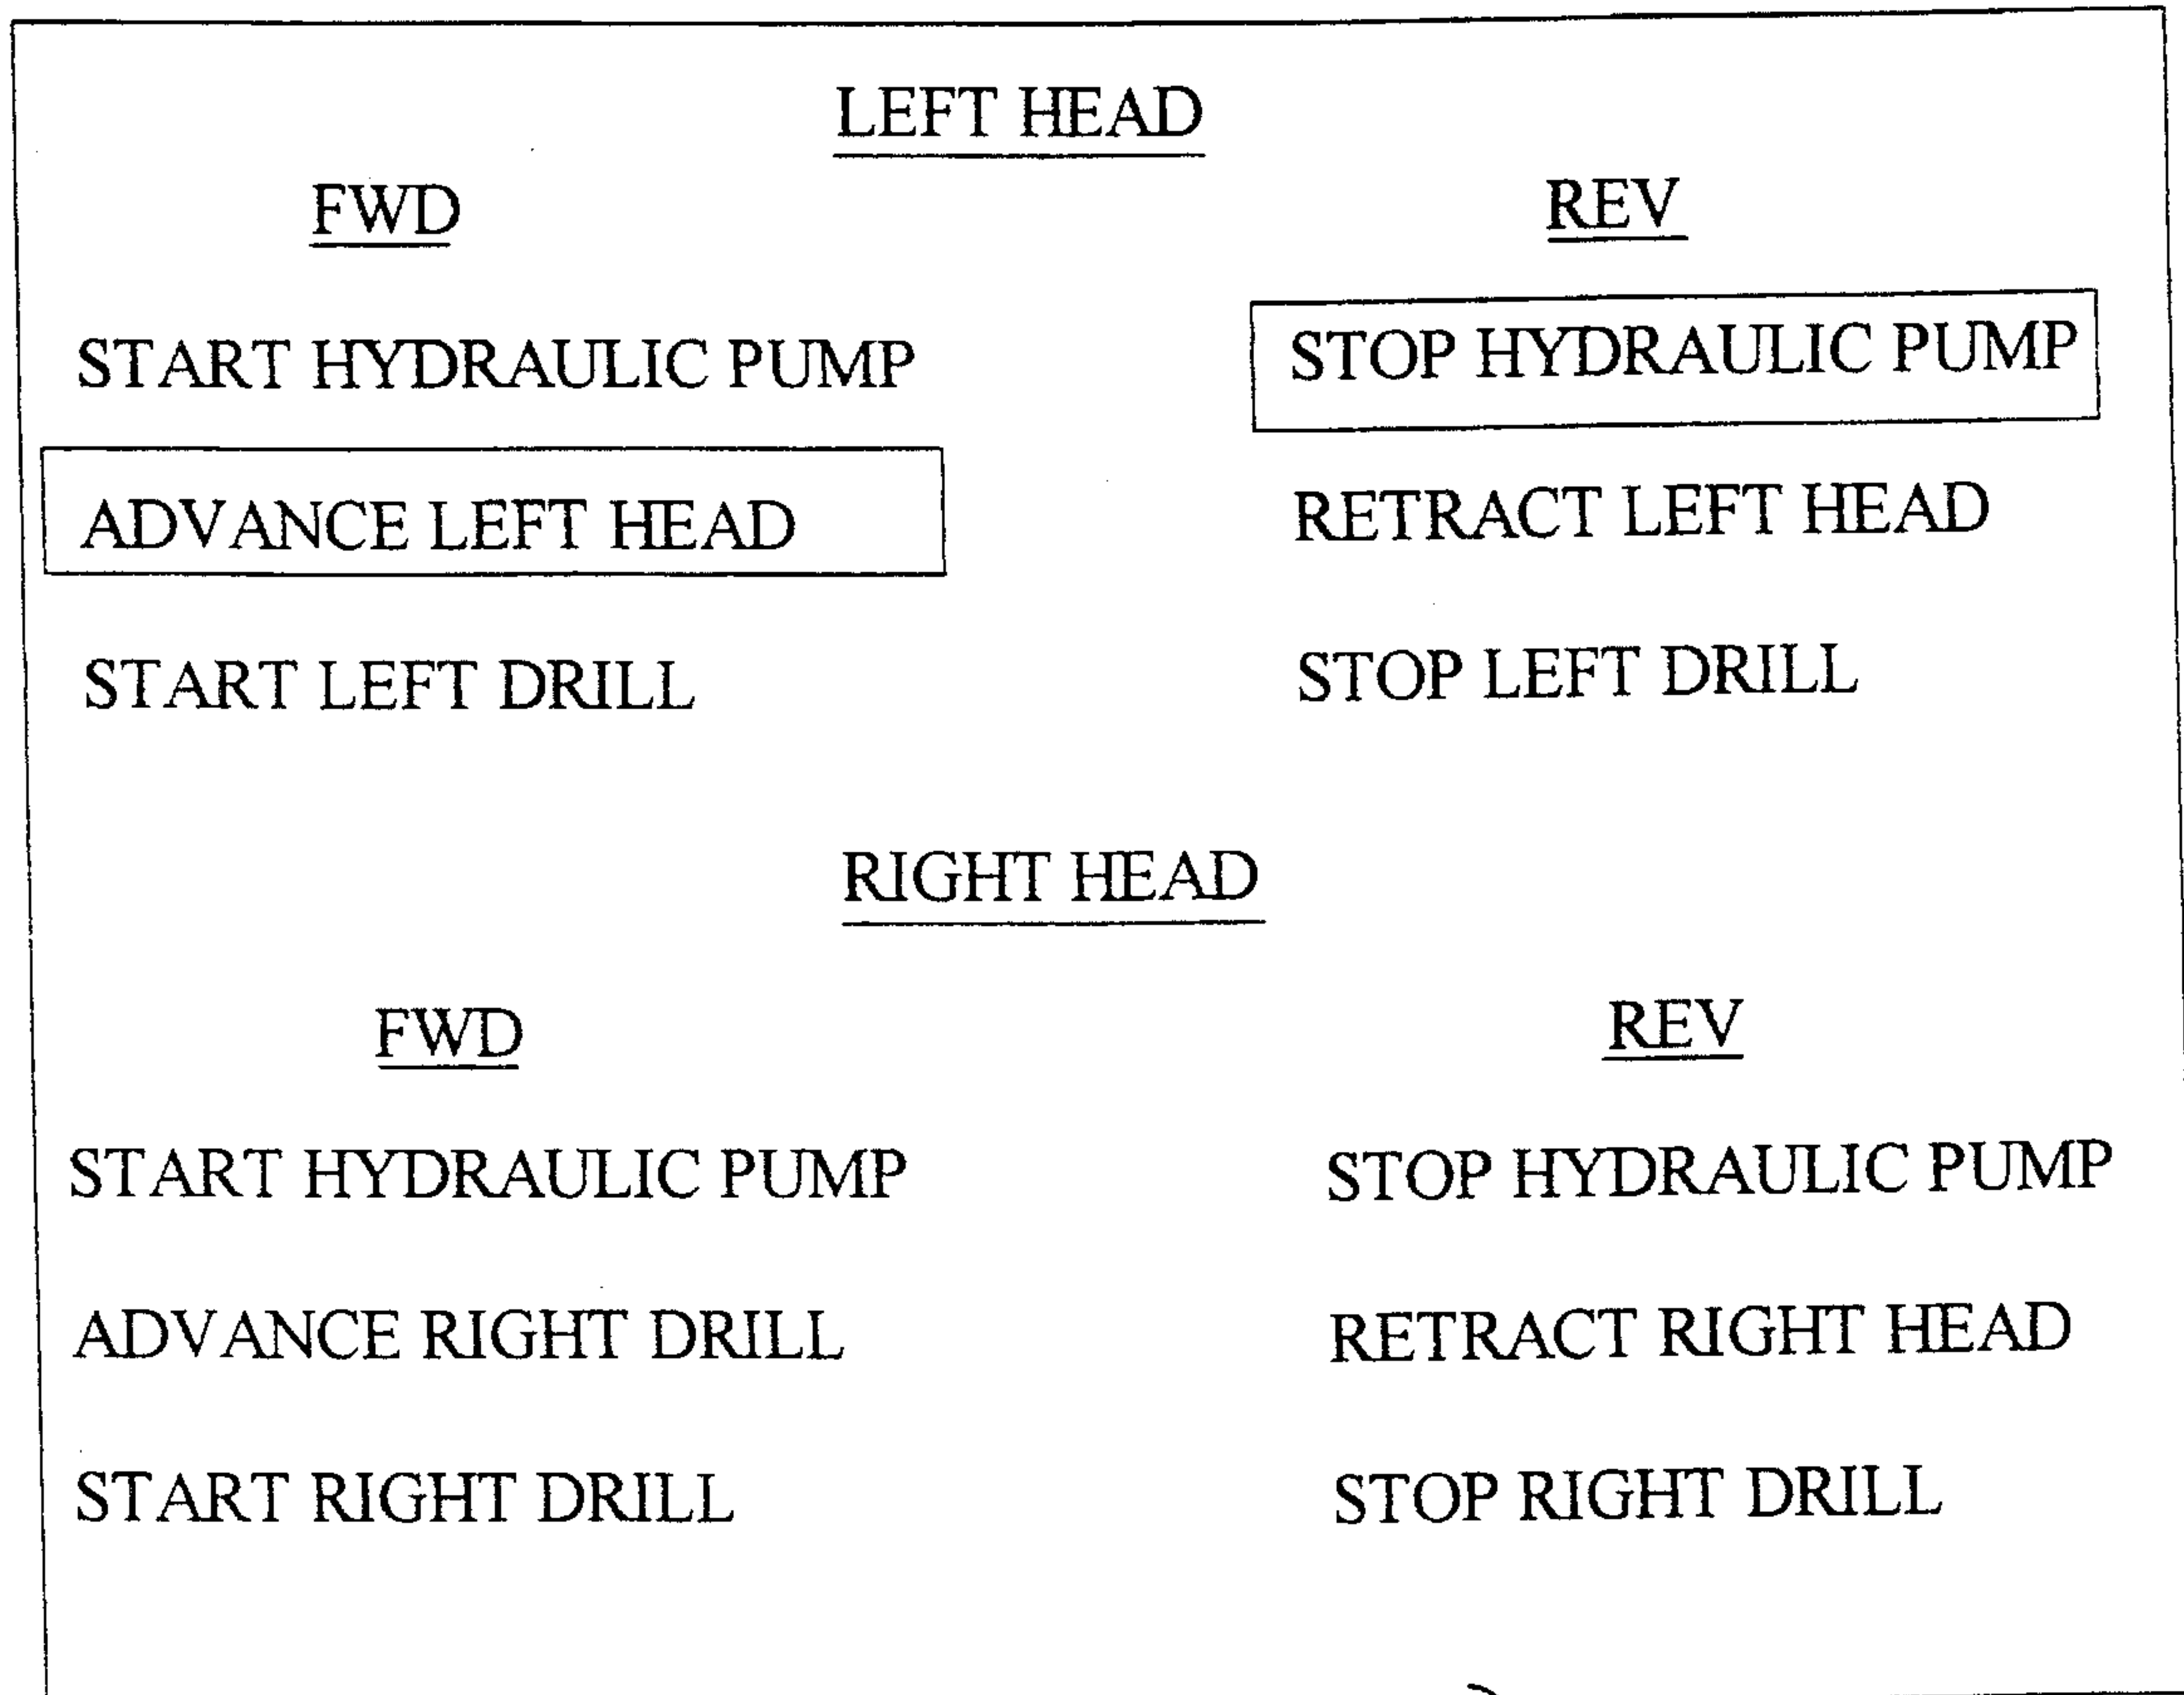 LEFT HEAD
FWD REV
START HYDRAULIC PUMP STOP HYDRAULIC PUMP
ADVANCE LEFT HEAD RETRACT LEFT HEAD
START LEFT DRILL STOP LEFT DRILL
RIGHT HEAD
FWD REV
START HYDRAULIC PUMP STOP HYDRAULIC PUMP
ADVANCE RIGHT DRILL RETRACT RIGHT HEAD
START RIGHT DRILL STOP RIGHT DRILL